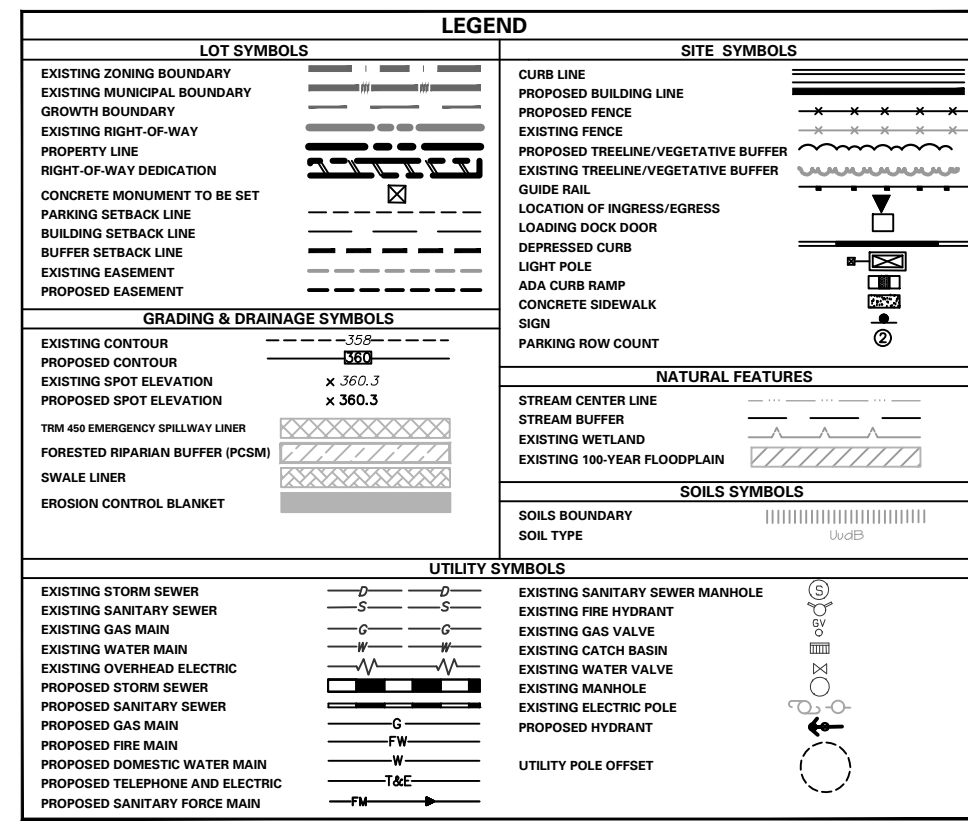 LEGEND
LOT SYMBOLS
EXISTING ZONING BOUNDARY
EXISTING MUNICIPAL BOUNDARY
GROWTH BOUNDARY
EXISTING RIGHT-OF-WAY
PROPERTY LINE
RIGHT-OF-WAY DEDICATION
CONCRETE MONUMENT TO BE SET
PARKING SETBACK LINE
BUILDING SETBACK LINE
BUFFER SETBACK LINE
EXISTING EASEMENT
PROPOSED EASEMENT
GRADING & DRAINAGE SYMBOLS
EXISTING CONTOUR 358
PROPOSED CONTOUR 360
EXISTING SPOT ELEVATION x 360.3
PROPOSED SPOT ELEVATION x 360.3
TRM 450 EMERGENCY SPILLWAY LINER
FORESTED RIPARIAN BUFFER (PCSM)
SWALE LINER
EROSION CONTROL BLANKET
SITE SYMBOLS
CURB LINE
PROPOSED BUILDING LINE
PROPOSED FENCE
EXISTING FENCE
PROPOSED TREELINE/VEGETATIVE BUFFER
EXISTING TREELINE/VEGETATIVE BUFFER
GUIDE RAIL
LOCATION OF INGRESS/EGRESS
LOADING DOCK DOOR
DEPRESSED CURB
LIGHT POLE
ADA CURB RAMP
CONCRETE SIDEWALK
SIGN
PARKING ROW COUNT 2
NATURAL FEATURES
STREAM CENTER LINE
STREAM BUFFER
EXISTING WETLAND
EXISTING 100-YEAR FLOODPLAIN
SOILS SYMBOLS
SOILS BOUNDARY
SOIL TYPE UudB
UTILITY SYMBOLS
EXISTING STORM SEWER D D
EXISTING SANITARY SEWER S S
EXISTING GAS MAIN G G
EXISTING WATER MAIN W W
EXISTING OVERHEAD ELECTRIC
PROPOSED STORM SEWER
PROPOSED SANITARY SEWER
PROPOSED GAS MAIN G
PROPOSED FIRE MAIN FW
PROPOSED DOMESTIC WATER MAIN W
PROPOSED TELEPHONE AND ELECTRIC T&E
PROPOSED SANITARY FORCE MAIN FM
EXISTING SANITARY SEWER MANHOLE S
EXISTING FIRE HYDRANT
EXISTING GAS VALVE GV
EXISTING CATCH BASIN
EXISTING WATER VALVE
EXISTING MANHOLE
EXISTING ELECTRIC POLE
PROPOSED HYDRANT
UTILITY POLE OFFSET